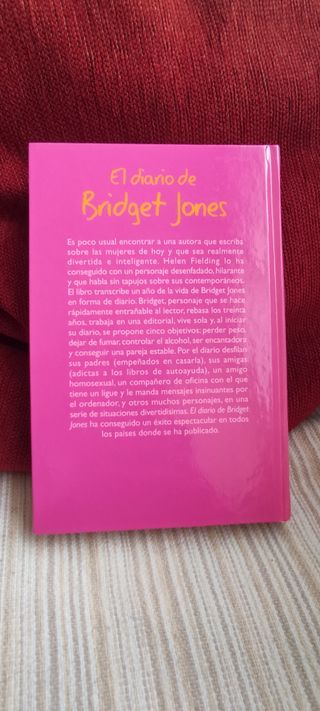 El diario de
Bridget Jones
Es poco usual encontrar a una autora que escriba
sobre las mujeres de hoy y que sea realmente
divertida e inteligente. Helen Fielding lo ha
conseguido con un personaje desenfadado, hilarante
y que habla sin tapujos sobre sus contemporáneos.
El libro transcribe un año de la vida de Bridget Jones
en forma de diario. Bridget, personaje que se hace
rápidamente entrañable al lector, rebasa los treinta
años, trabaja en una editorial, vive sola y, al iniciar
su diario, se propone cinco objetivos: perder peso,
dejar de fumar, controlar el alcohol, ser encantadora
y conseguir una pareja estable. Por el diario desfilan
sus padres (empeñados en casarla), sus amigas
(adictas a los libros de autoayuda), un amigo
homosexual, un compañero de oficina con el que
tiene un ligue y le manda mensajes insinuantes por
el ordenador, y otros muchos personajes, en una
serie de situaciones divertidísimas. El diario de Bridget
Jones ha conseguido un éxito espectacular en todos
los países donde se ha publicado.